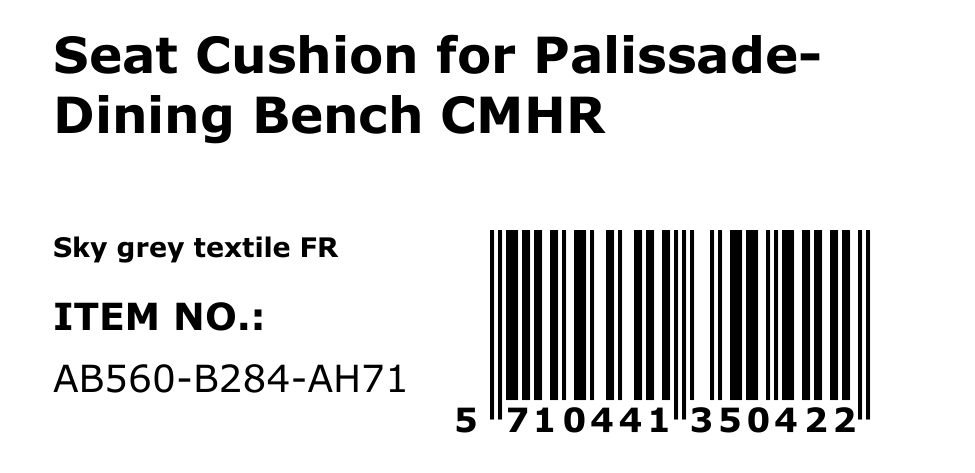 Seat Cushion for Palissade-
Dining Bench CMHR
Sky grey textile FR
ITEM NO.:
AB560-B284-AH71
5 710441 350422